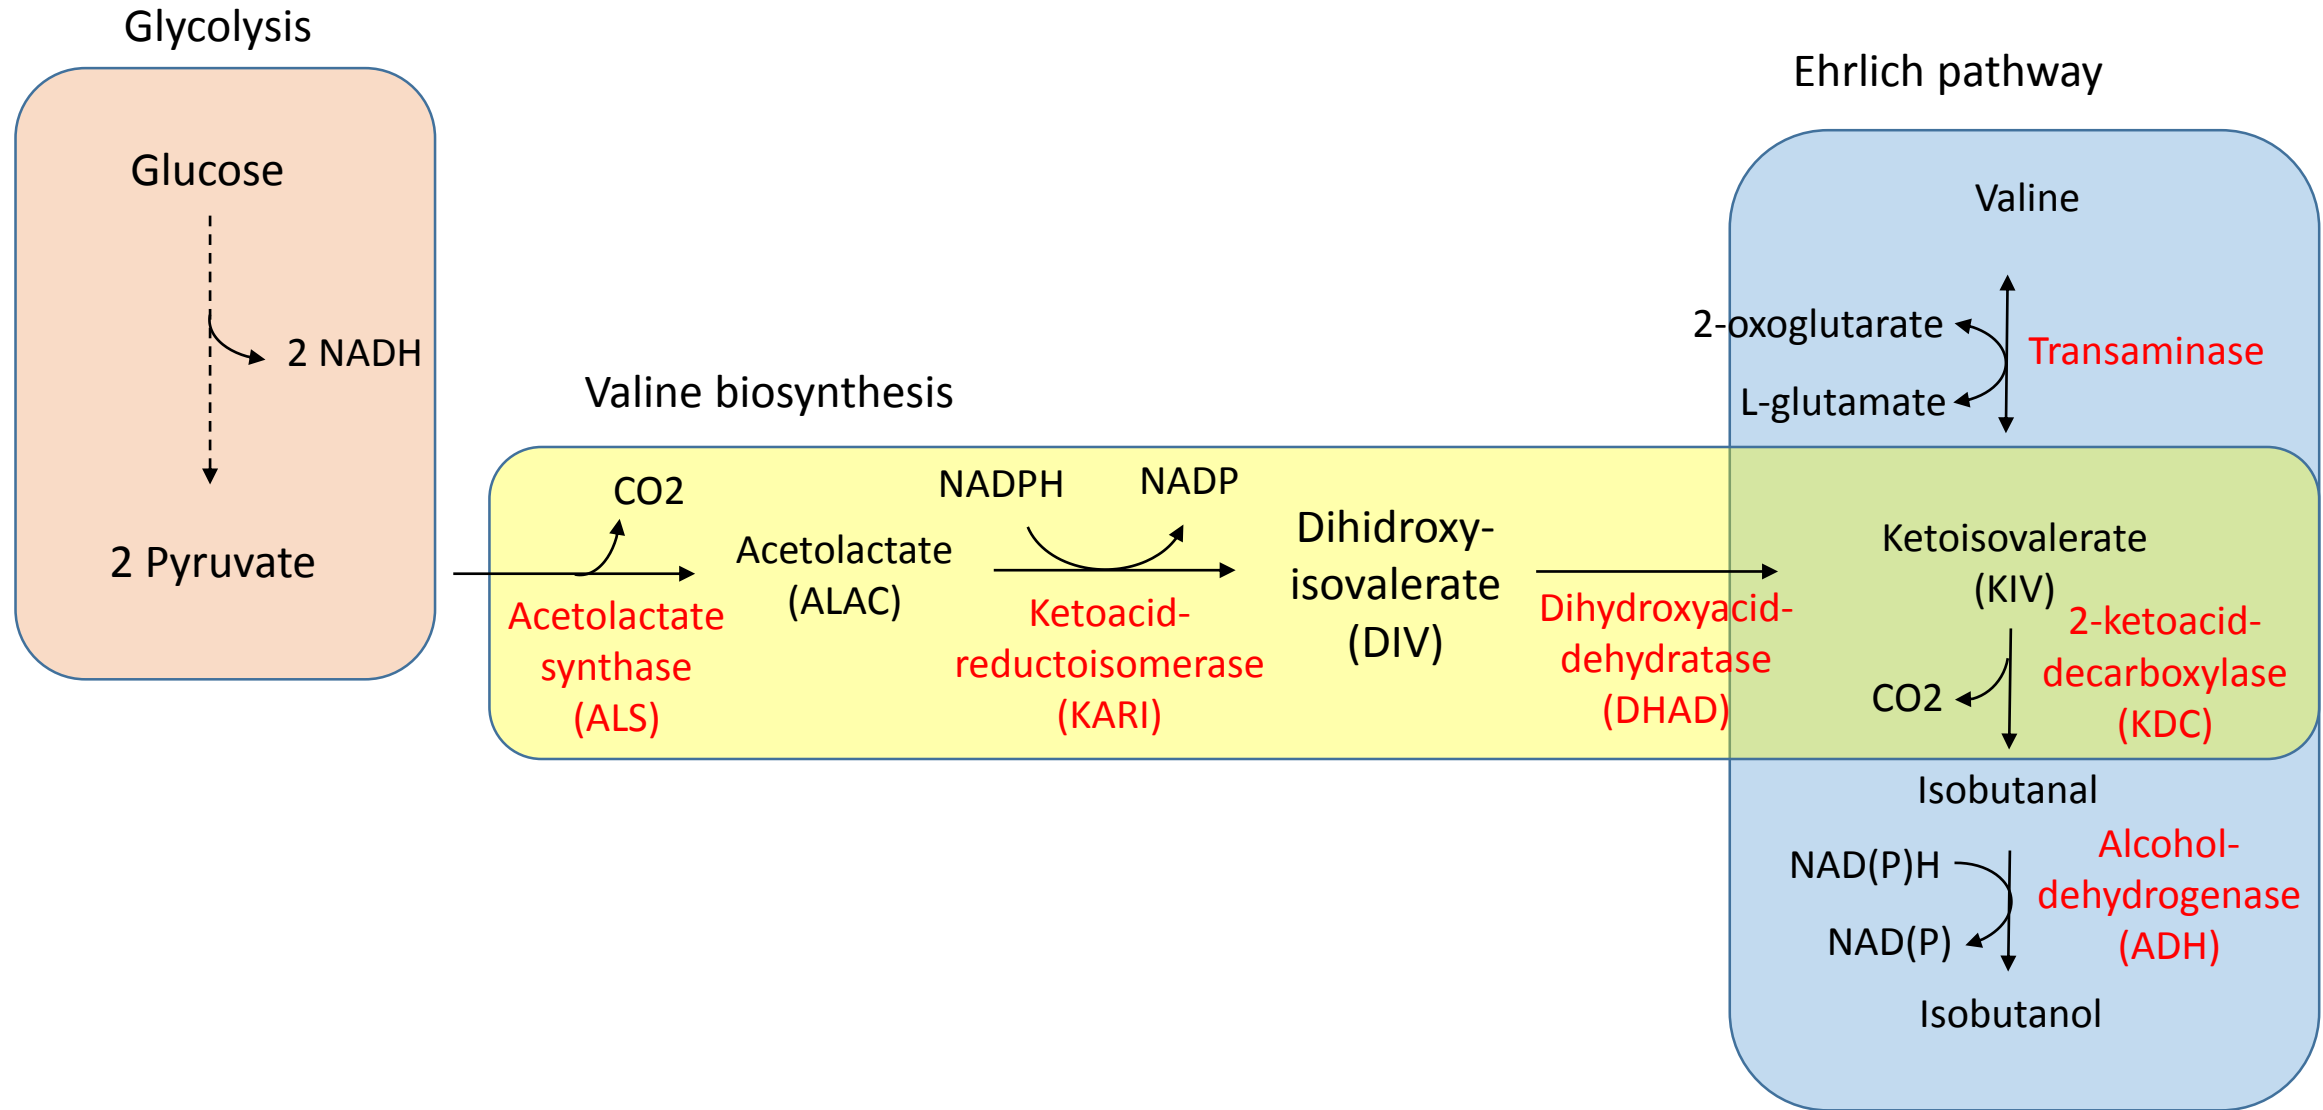 Glycolysis
Glucose
2 NADH
2 Pyruvate
Valine biosynthesis
CO2
Acetolactate
synthase
(ALS)
Acetolactate
(ALAC)
NADPH
NADP
Ketoacid-
reductoisomerase
(KARI)
Dihidroxy-
isovalerate
(DIV)
Dihydroxyacid-
dehydratase
(DHAD)
Ehrlich pathway
Valine
2-oxoglutarate
L-glutamate
Transaminase
Ketoisovalerate
(KIV)
2-ketoacid-
decarboxylase
(KDC)
CO2
Isobutanal
NAD(P)H
NAD(P)
Alcohol-
dehydrogenase
(ADH)
Isobutanol